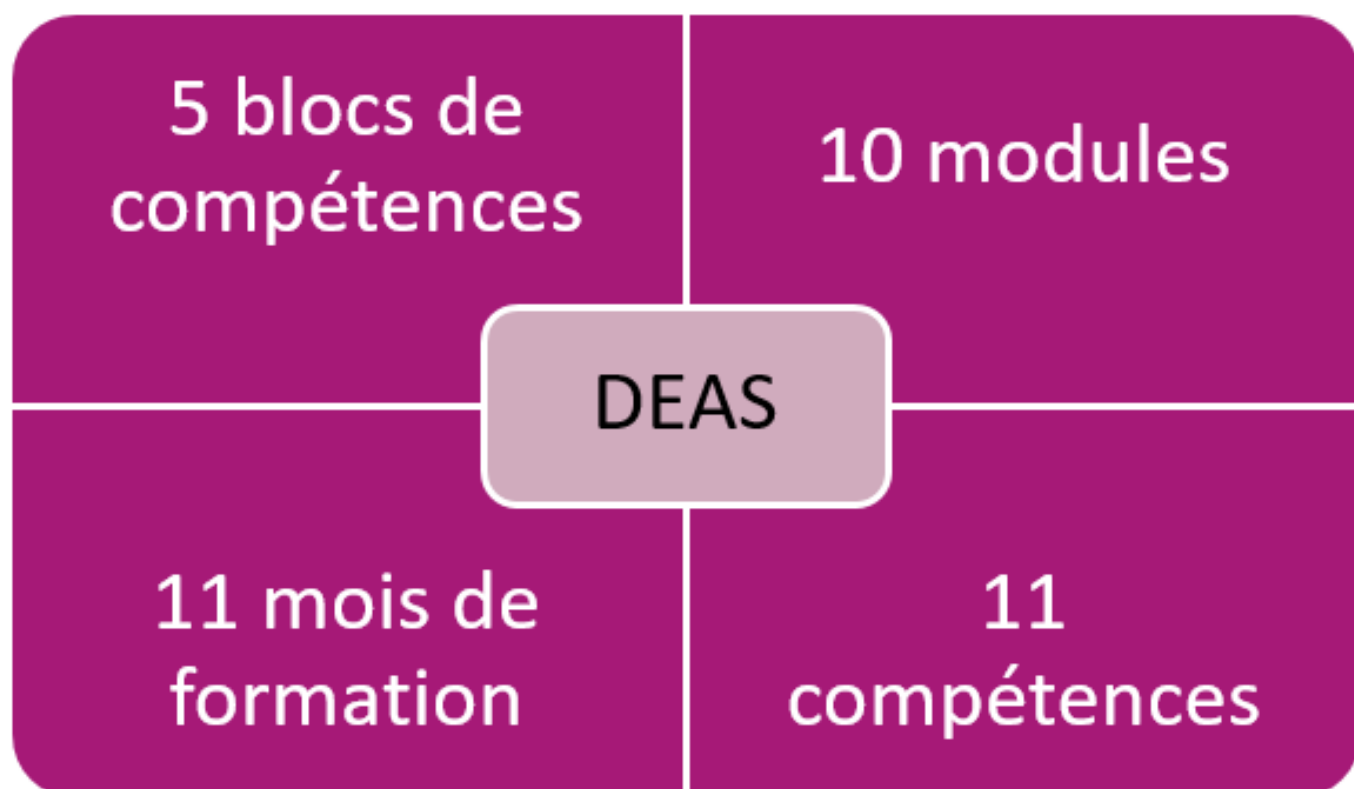 5 blocs de
compétences
10 modules
DEAS
11 mois de
formation
11
compétences